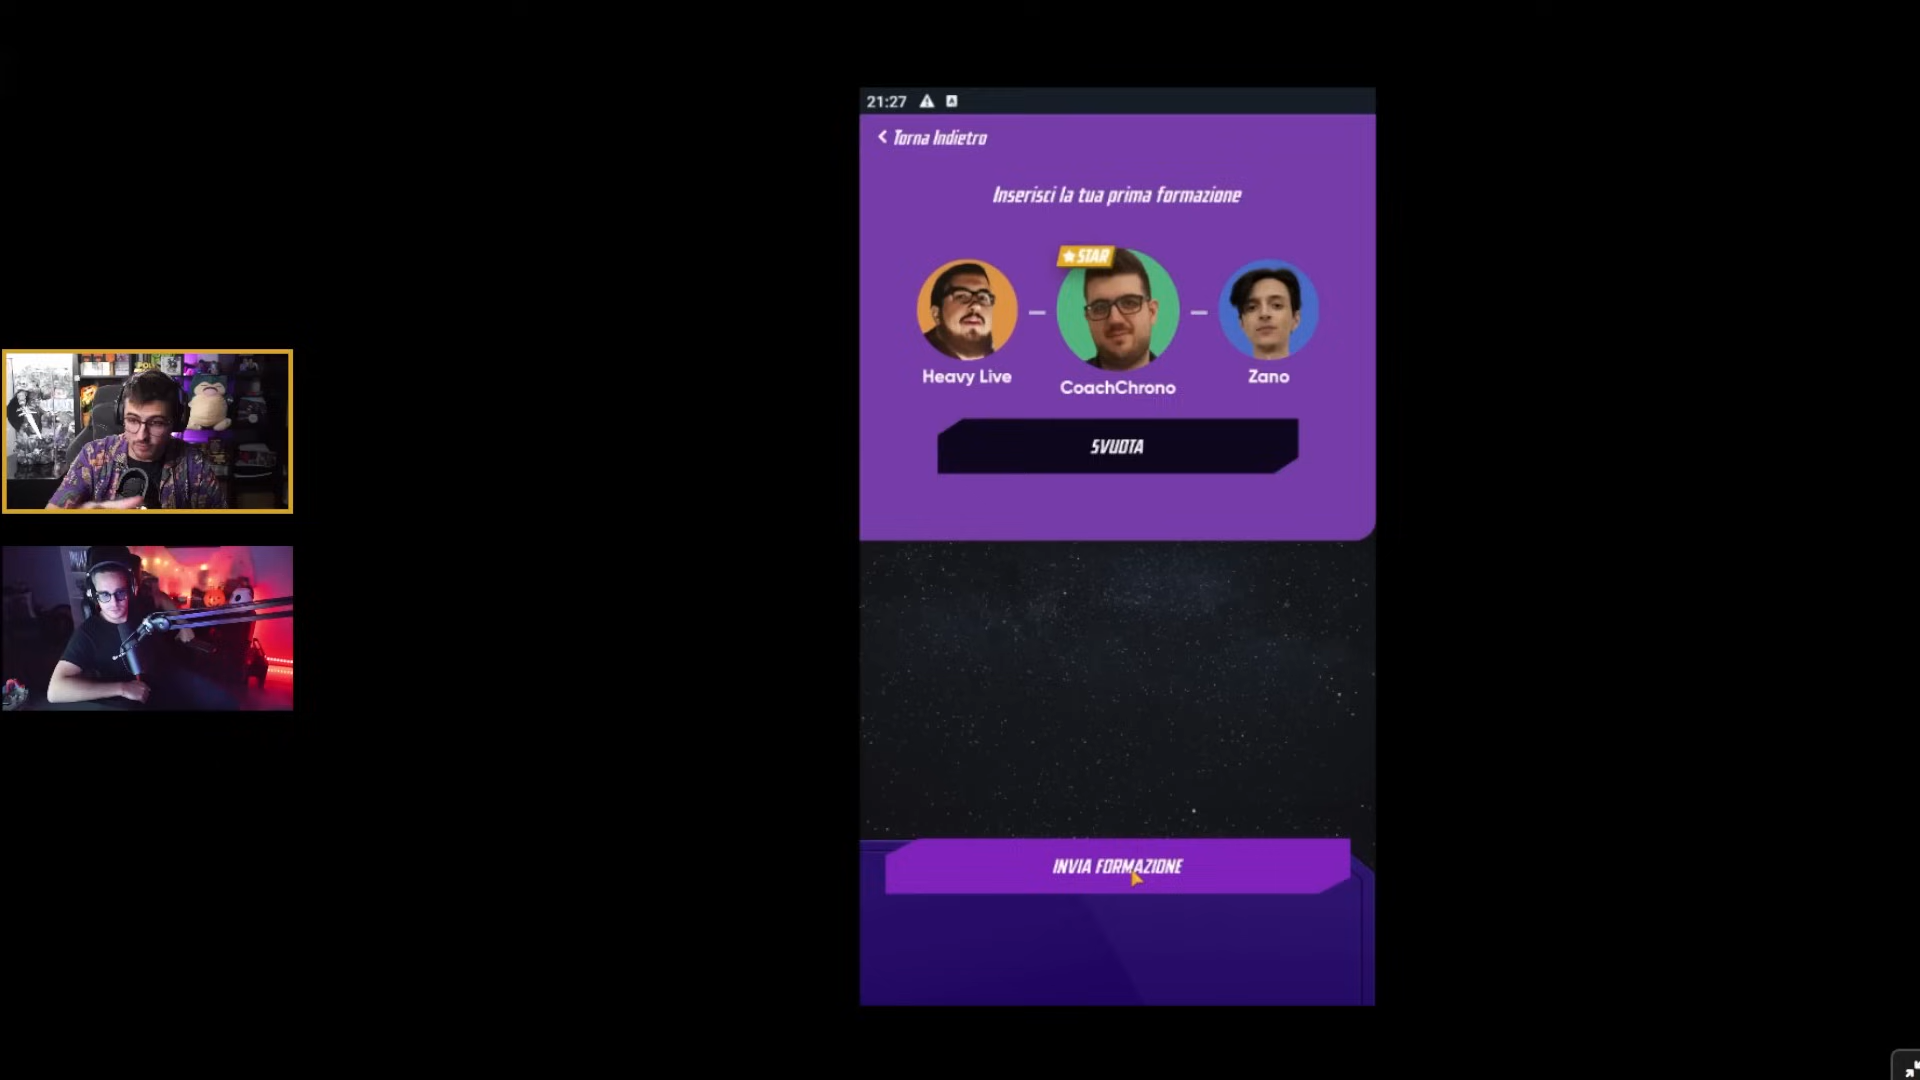 21:27
Torna Indietro
Inserisci la tua prima formazione
STAR
Heavy Live
CoachChrono
Zano
SVUOTA
INVIA FORMAZIONE